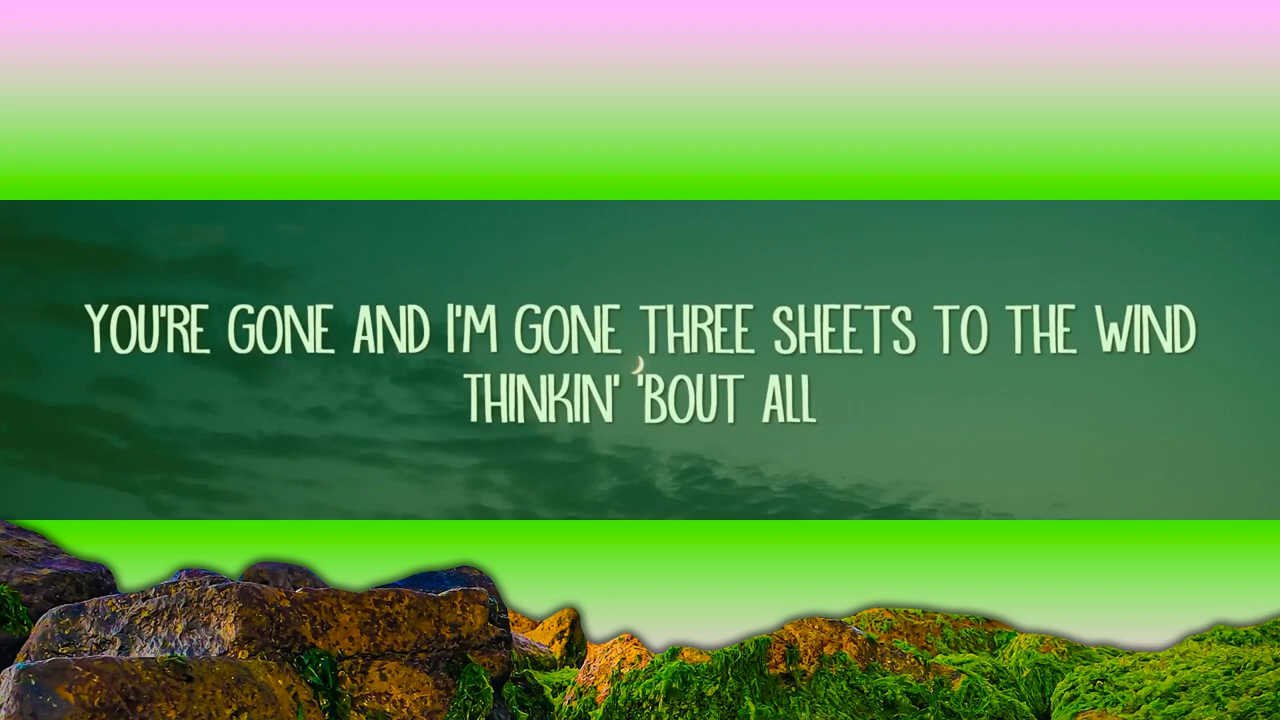 YOU'RE GONE AND I'M GONE THREE SHEETS TO THE WIND
THINKIN' 'BOUT ALL